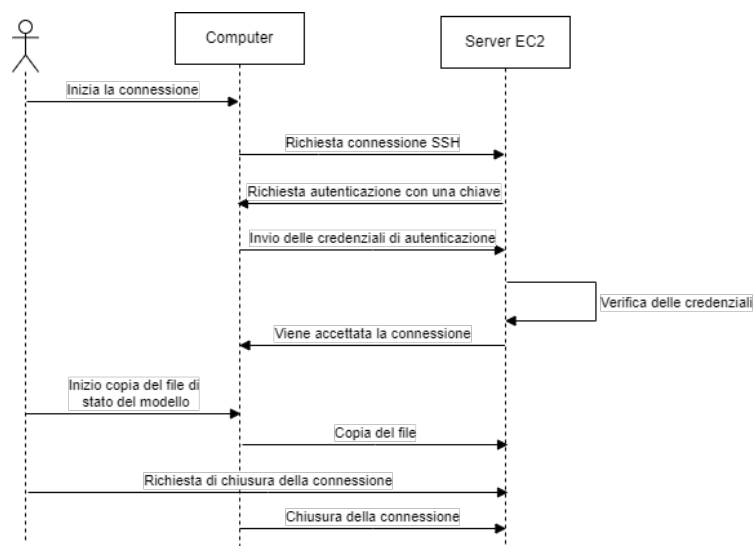 Computer
Server EC2
Inizia la connessione
Richiesta connessione SSH
Richiesta autenticazione con una chiave
Invio delle credenziali di autenticazione
Verifica delle credenziali
Viene accettata la connessione
Inizio copia del file di
stato del modello
Copia del file
Richiesta di chiusura della connessione
Chiusura della connessione